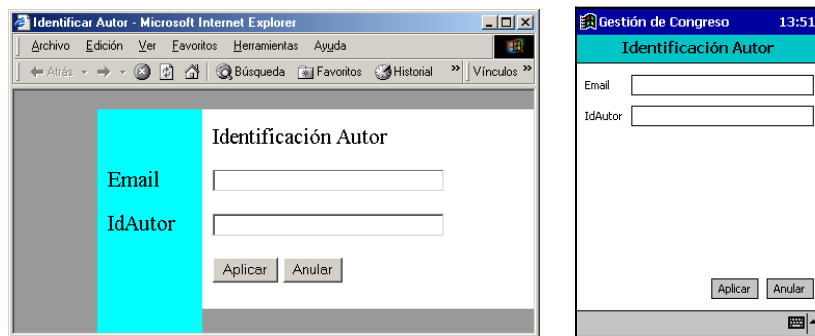 Identificar Autor - Microsoft Internet Explorer
Archivo Edición Ver Favoritos Herramientas Ayuda
Atrás Búsqueda Favoritos Historial » Vínculos »
Identificación Autor
Email
IdAutor
Aplicar Anular
Gestión de Congreso 13:51
Identificación Autor
Email
IdAutor
Aplicar Anular